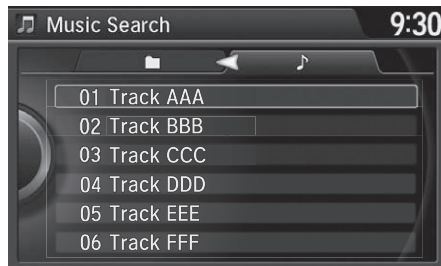 Music Search
9:30
01 Track AAA
02 Track BBB
03 Track CCC
04 Track DDD
05 Track EEE
06 Track FFF